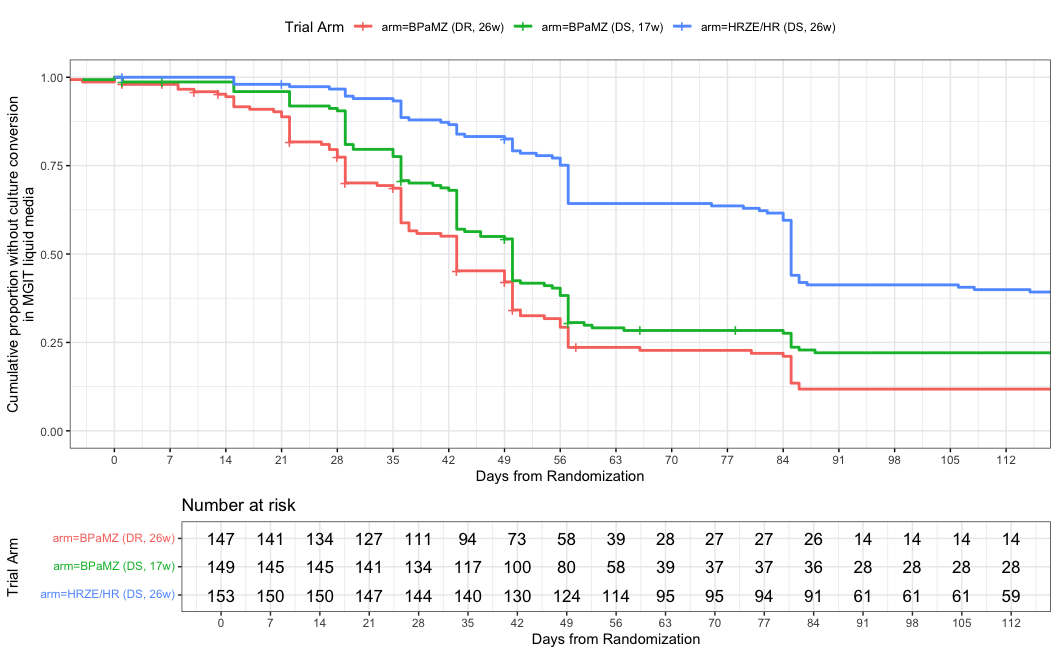 Trial Arm arm=BPaMZ (DR, 26w) arm=BPaMZ (DS, 17w) arm=HRZE/HR (DS, 26w)
Cumulative proportion without culture conversion
in MGIT liquid media
1.00
0.75
0.50
0.25
0.00
0 7 14 21 28 35 42 49 56 63 70 77 84 91 98 105 112
Days from Randomization
Number at risk
Trial Arm
arm=BPaMZ (DR, 26w) 147 141 134 127 111 94 73 58 39 28 27 27 26 14 14 14 14
arm=BPaMZ (DS, 17w) 149 145 145 141 134 117 100 80 58 39 37 37 36 28 28 28 28
arm=HRZE/HR (DS, 26w) 153 150 150 147 144 140 130 124 114 95 95 94 91 61 61 61 59
0 7 14 21 28 35 42 49 56 63 70 77 84 91 98 105 112
Days from Randomization